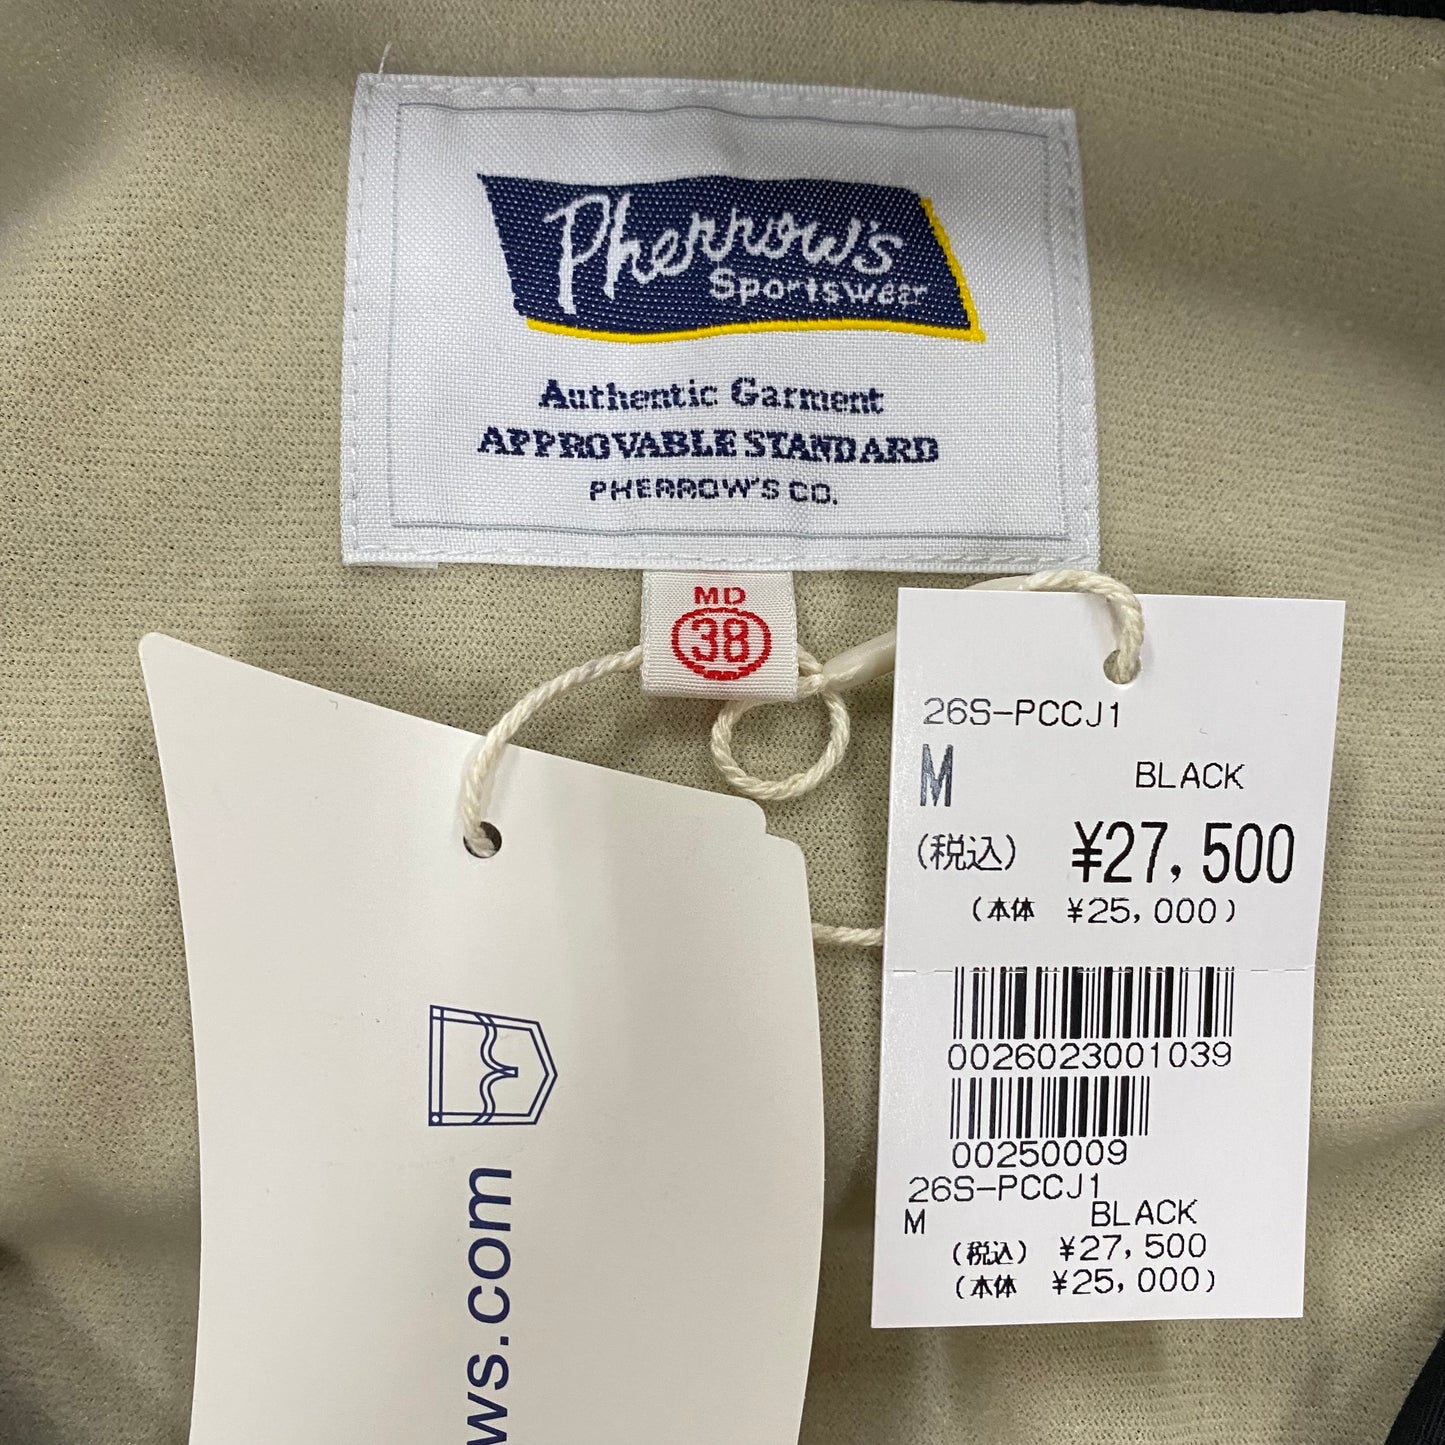 Pherrow's
Sportswear
Authentic Garment
APPROVABLE STANDARD
PHERROW'S CO.
MD
38
26S-PCCJ1
M
BLACK
(税込) ¥27,500
(本体 ¥25,000)
0026023001039
00250009
26S-PCCJ1
M BLACK
(税込) ¥27,500
(本体 ¥25,000)
ws.com